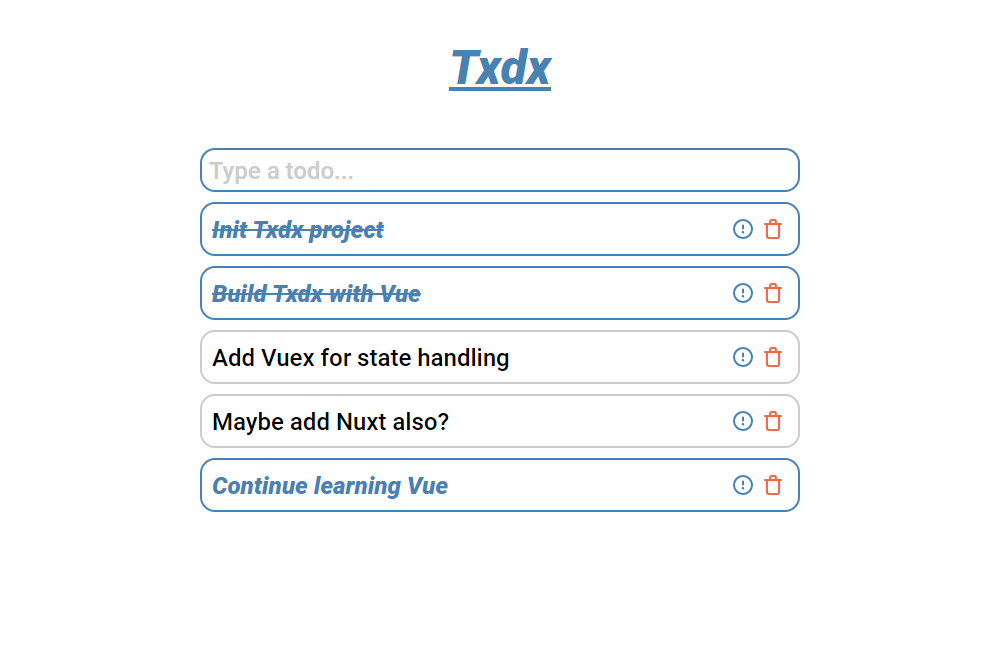 Txdx
Type a todo...
Init Txdx project
Build Txdx with Vue
Add Vuex for state handling
Maybe add Nuxt also?
Continue learning Vue